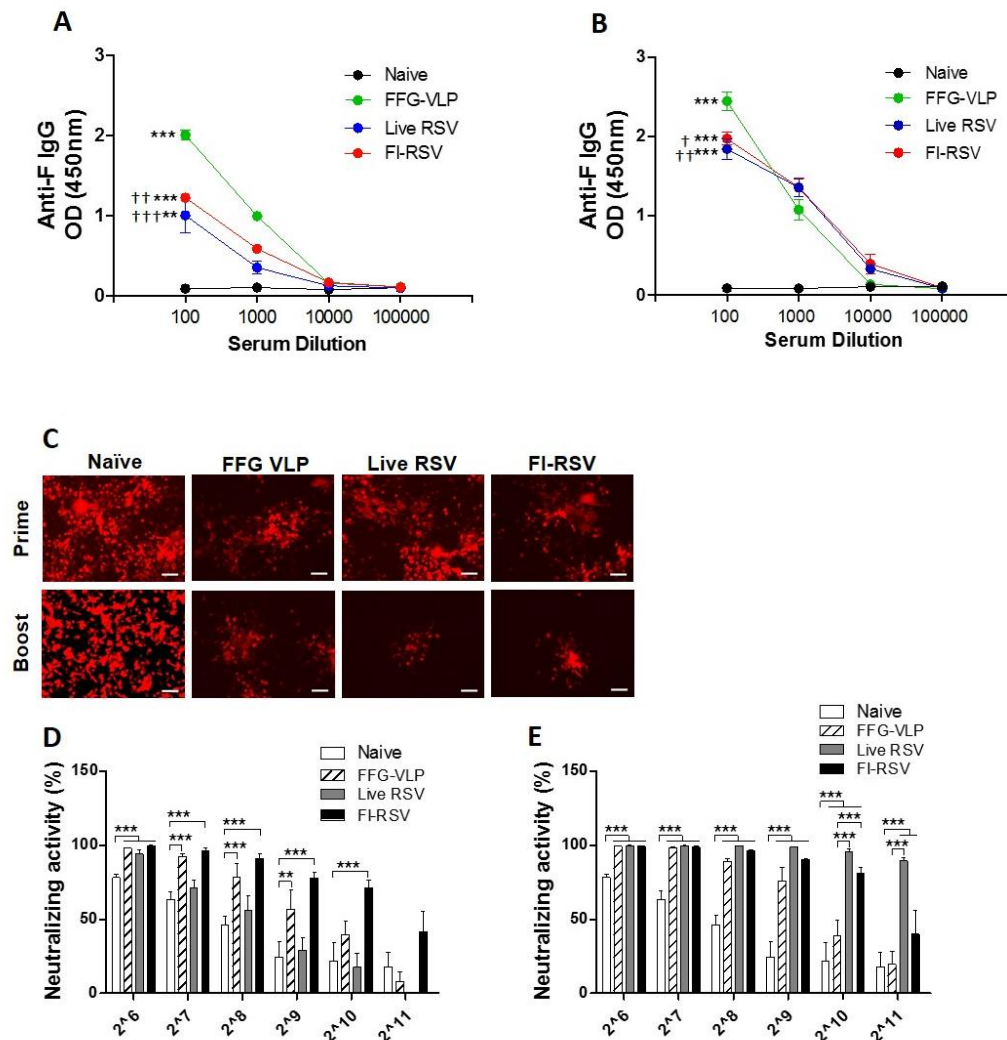 A
3
2
1
0
Anti-F IgG
OD (450nm)
Naive
FFG-VLP
Live RSV
FI-RSV
***
††***
†††**
100 1000 10000 100000
Serum Dilution
B
3
2
1
0
Anti-F IgG
OD (450nm)
Naive
FFG-VLP
Live RSV
FI-RSV
***
†***
††***
100 1000 10000 100000
Serum Dilution
C
Naïve FFG VLP Live RSV FI-RSV
Prime
Boost
D
Naive
FFG-VLP
Live RSV
FI-RSV
Neutralizing activity (%)
150
100
50
0
***
***
***
***
***
***
**
***
2^6 2^7 2^8 2^9 2^10 2^11
E
Naive
FFG-VLP
Live RSV
FI-RSV
Neutralizing activity (%)
150
100
50
0
***
***
***
***
***
***
***
***
***
2^6 2^7 2^8 2^9 2^10 2^11